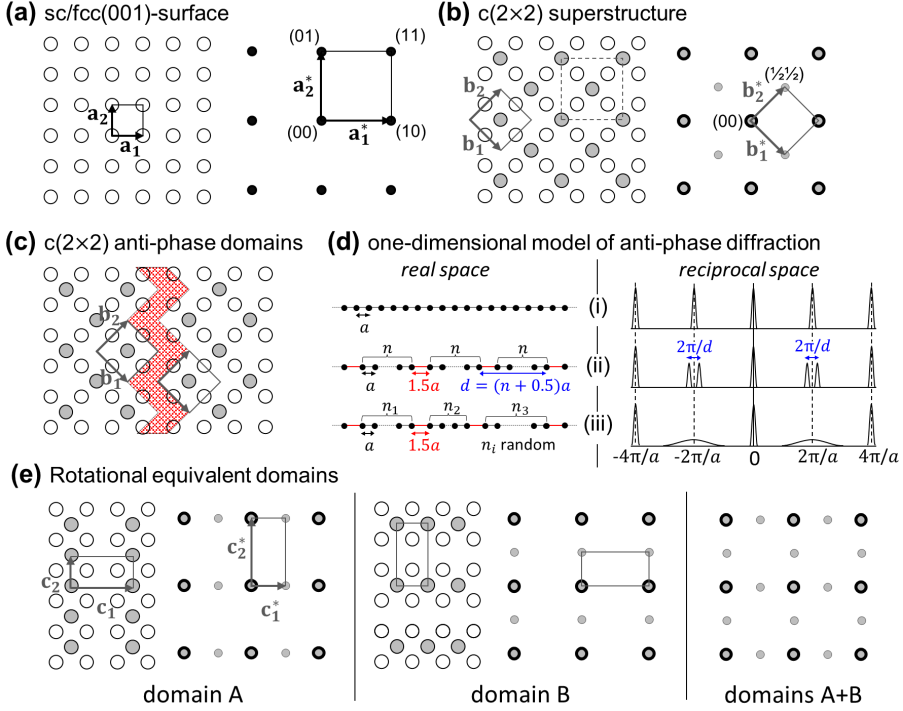 (a) sc/fcc(001)-surface
(01) (11)
a₂*
a₂
a₁
(00) a₁* (10)
(b) c(2×2) superstructure
b₂
b₁
(½½)
b₂*
(00)
b₁*
(c) c(2×2) anti-phase domains
b₂
b₁
(d) one-dimensional model of anti-phase diffraction
real space
reciprocal space
(i)
a
2π/d 2π/d
n n n
(ii)
a 1.5a d = (n + 0.5)a
n₁ n₂ n₃
(iii)
a 1.5a nᵢ random
-4π/a -2π/a 0 2π/a 4π/a
(e) Rotational equivalent domains
c₂
c₁
c₂*
c₁*
domain A
domain B
domains A+B